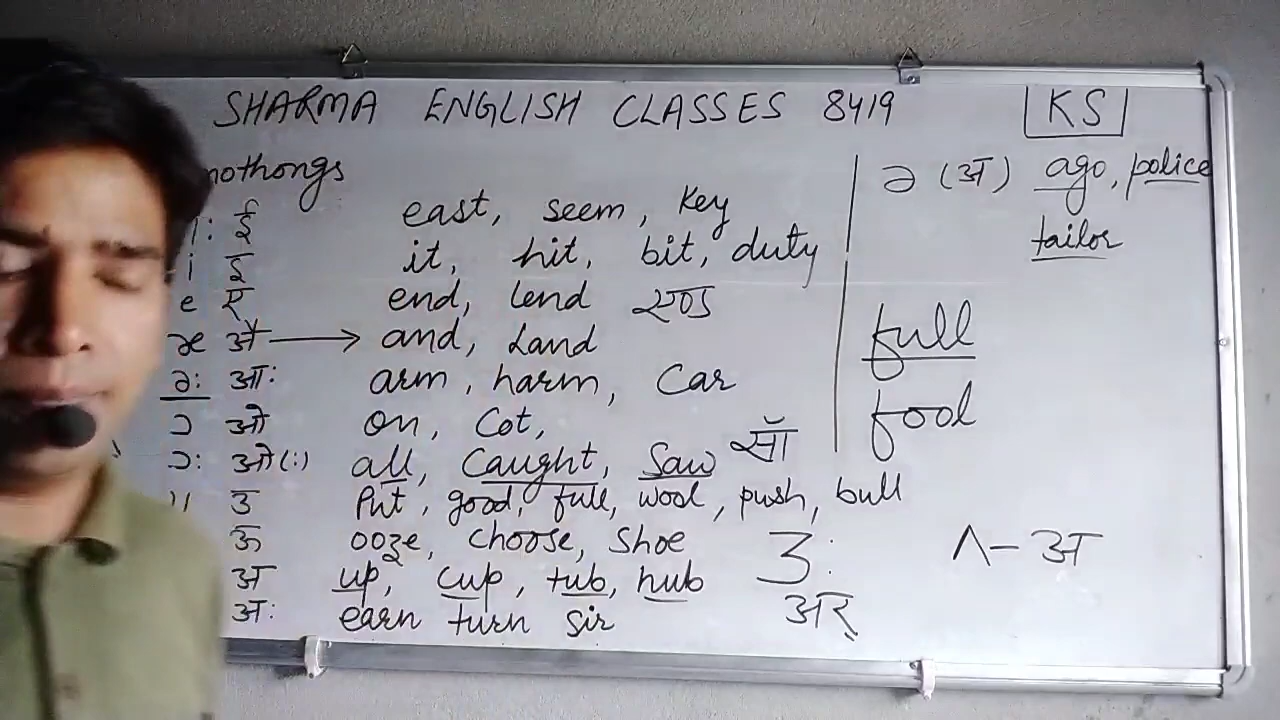 SHARMA ENGLISH CLASSES 8419 KS
nothongs
i: ई east, seem, Key
i इ it, hit, bit, duty
e ए end, lend
æ → and, Land
ə: आ: arm, harm, Car
ɔ ओ on, Cot,
ɔ: ओ(:) all, Caught, Saw सॉ
उ Put, good, full, wool, push, bull
ऊ ooze, choose, Shoe
अ up, cup, tub, hub
अ: earn turn sir
ə (अ) ago, police
tailor
full
fool
3:
अर्
ʌ - अ